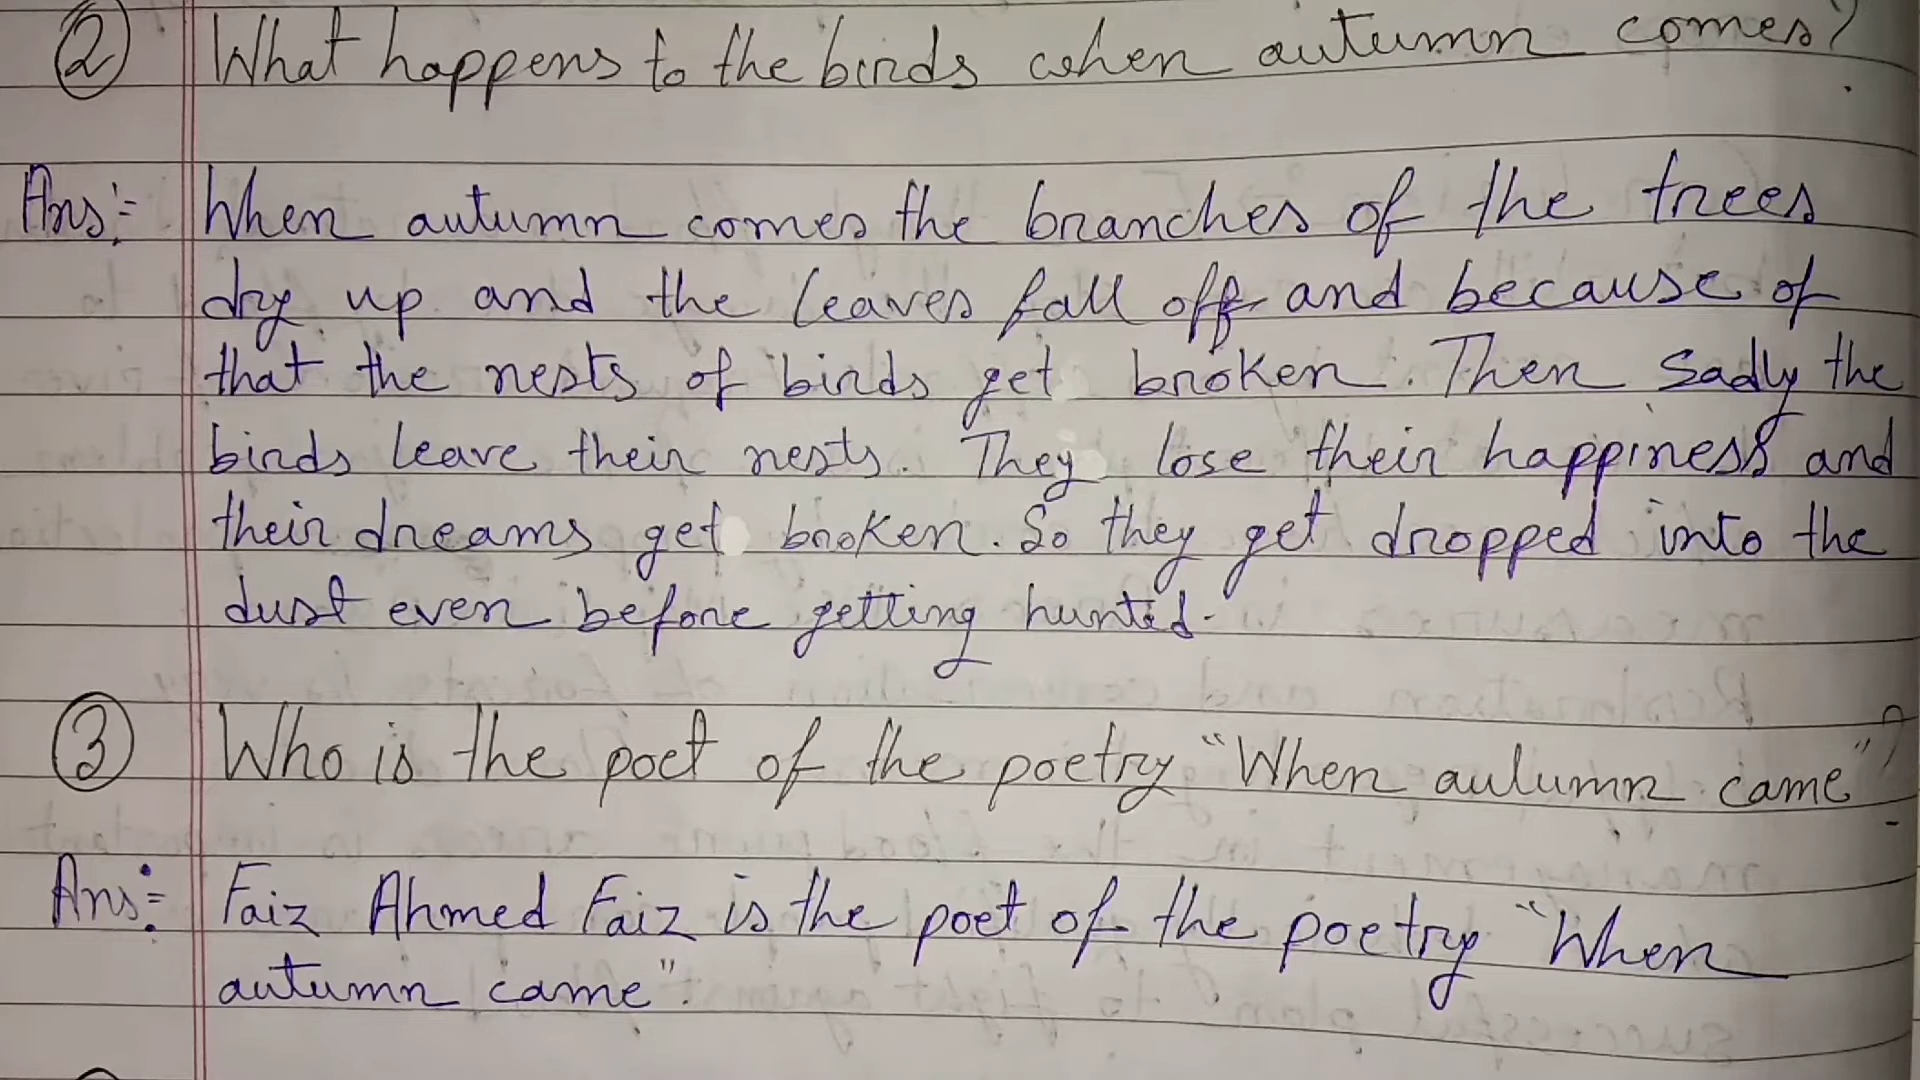 ② What happens to the birds when autumn comes?
Ans:- When autumn comes the branches of the trees
dry up and the leaves fall off and because of
that the nests of birds get broken. Then Sadly the
birds leave their nests. They lose their happiness and
their dreams get broken. So they get dropped into the
dust even before getting hunted.
③ Who is the poet of the poetry "When autumn came"?
Ans:- Faiz Ahmed Faiz is the poet of the poetry "When
autumn came".